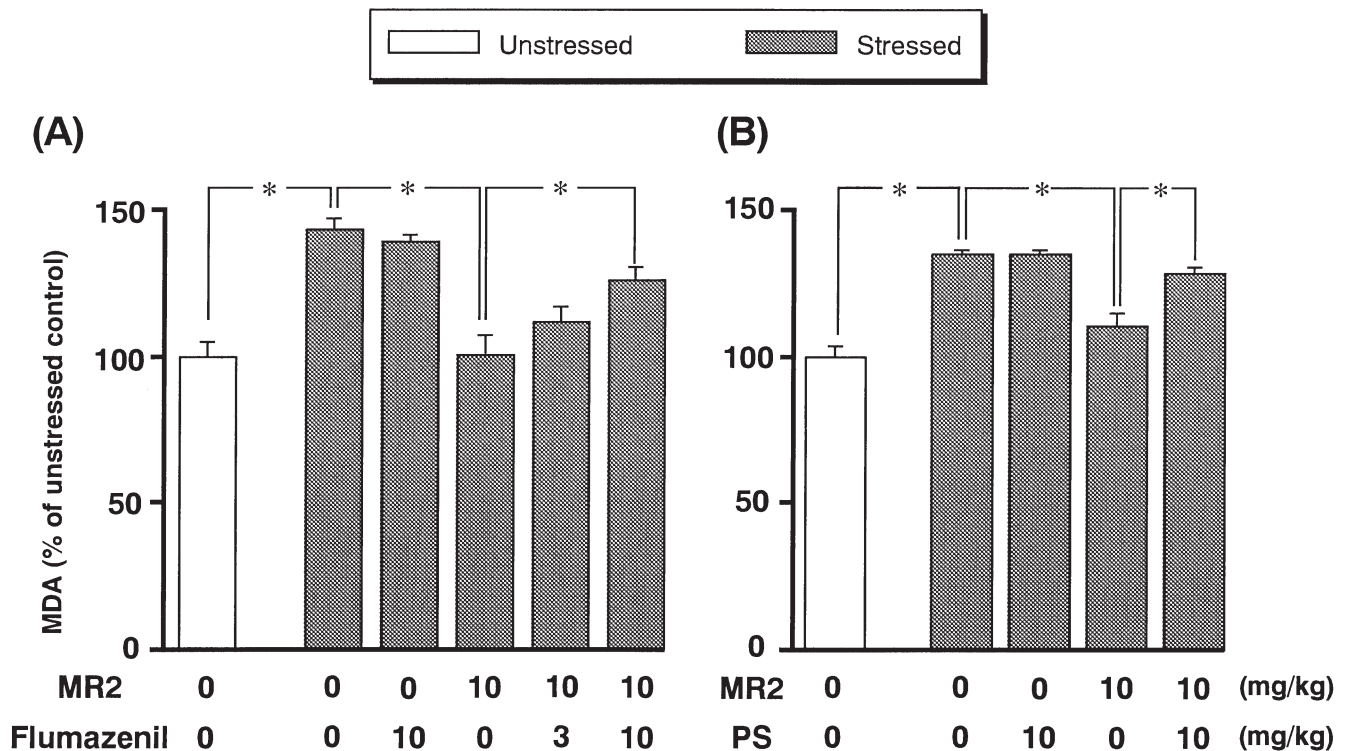 Unstressed Stressed
(A) (B)
* * * * * *
150 150
100 100
50 50
0 0
MDA (% of unstressed control)
MR2 0 0 0 10 10 10 MR2 0 0 0 10 10 (mg/kg)
Flumazenil 0 0 10 0 3 10 PS 0 0 10 0 10 (mg/kg)